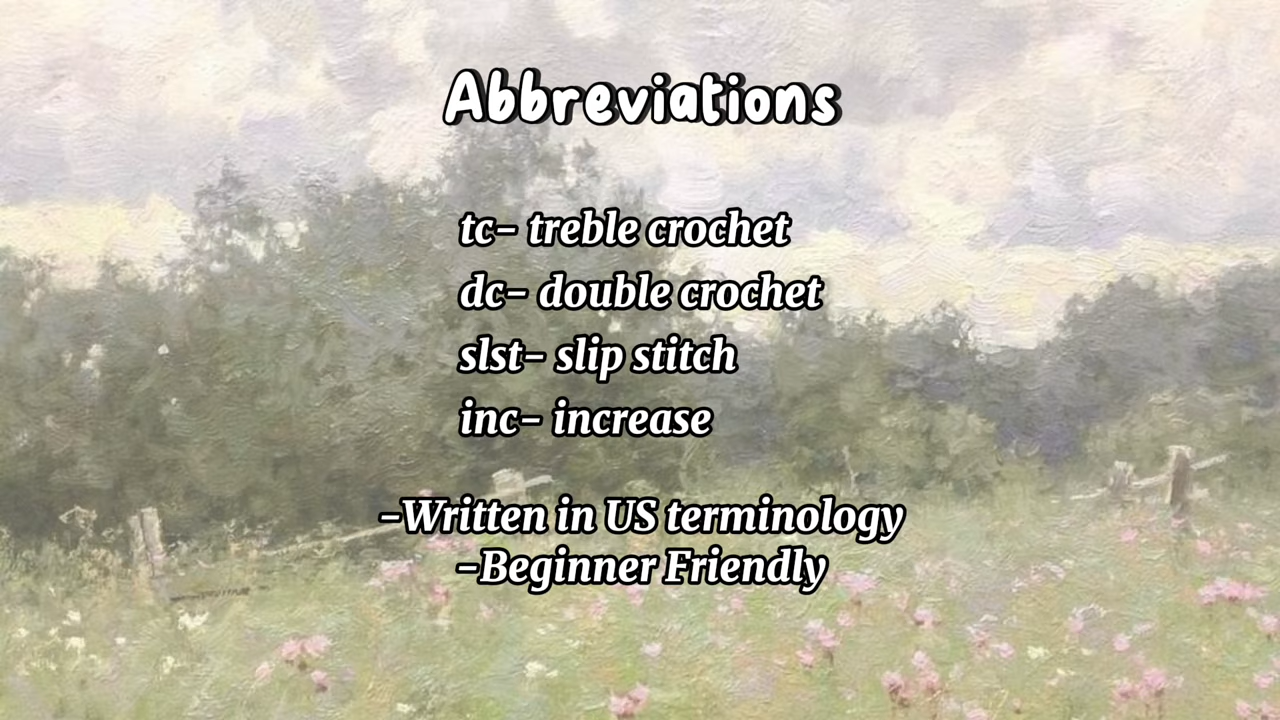 Abbreviations
tc- treble crochet
dc- double crochet
slst- slip stitch
inc- increase
-Written in US terminology
-Beginner Friendly